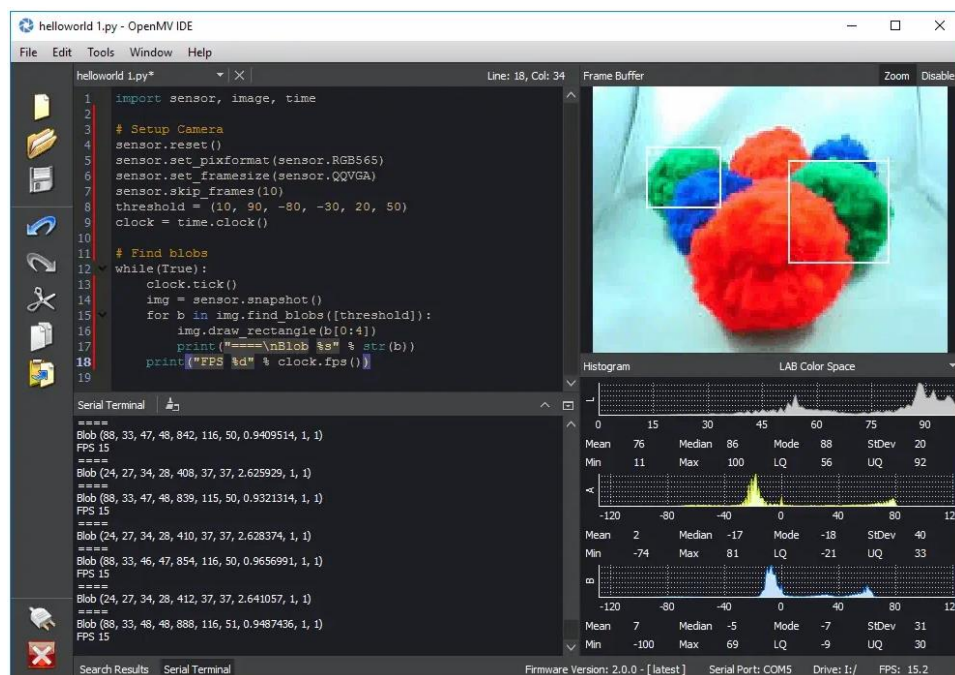 helloworld 1.py - OpenMV IDE
File Edit Tools Window Help
helloworld 1.py*
Line: 18, Col: 34
1 import sensor, image, time
2
3 # Setup Camera
4 sensor.reset()
5 sensor.set_pixformat(sensor.RGB565)
6 sensor.set_framesize(sensor.QQVGA)
7 sensor.skip_frames(10)
8 threshold = (10, 90, -80, -30, 20, 50)
9 clock = time.clock()
10
11 # Find blobs
12 while(True):
13 clock.tick()
14 img = sensor.snapshot()
15 for b in img.find_blobs([threshold]):
16 img.draw_rectangle(b[0:4])
17 print("====\nBlob %s" % str(b))
18 print("FPS %d" % clock.fps())
19
Serial Terminal
====
Blob (88, 33, 47, 48, 842, 116, 50, 0.9409514, 1, 1)
FPS 15
====
Blob (24, 27, 34, 28, 408, 37, 37, 2.625929, 1, 1)
====
Blob (88, 33, 47, 48, 839, 115, 50, 0.9321314, 1, 1)
FPS 15
====
Blob (24, 27, 34, 28, 410, 37, 37, 2.628374, 1, 1)
====
Blob (88, 33, 46, 47, 854, 116, 50, 0.9656991, 1, 1)
FPS 15
====
Blob (24, 27, 34, 28, 412, 37, 37, 2.641057, 1, 1)
====
Blob (88, 33, 48, 48, 888, 116, 51, 0.9487436, 1, 1)
FPS 15
Search Results Serial Terminal
Frame Buffer Zoom Disable
Histogram LAB Color Space
L
0 15 30 45 60 75 90
Mean 76 Median 86 Mode 88 StDev 20
Min 11 Max 100 LQ 56 UQ 92
A
-120 -80 -40 0 40 80 12
Mean 2 Median -17 Mode -18 StDev 40
Min -74 Max 81 LQ -21 UQ 33
B
-120 -80 -40 0 40 80 12
Mean 7 Median -5 Mode -7 StDev 31
Min -100 Max 69 LQ -9 UQ 30
Firmware Version: 2.0.0 - [ latest ] Serial Port: COM5 Drive: I:/ FPS: 15.2